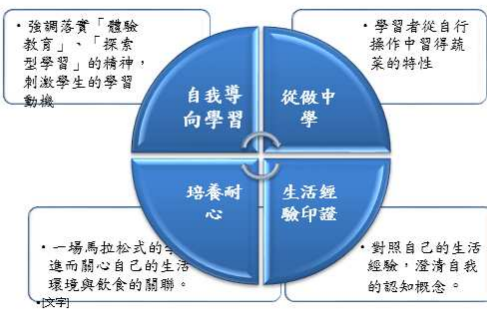 • 強調落實「體驗
教育」、「探索
型學習」的精神，
刺激學生的學習
動機
• 學習者從自行
操作中習得蔬
菜的特性
自我導
向學習
從做中
學
培養耐
心
生活經
驗印證
• 一場馬拉松式的
進而關心自己的生活
環境與飲食的關聯。
•[文字]
• 對照自己的生活
經驗，澄清自我
的認知概念。